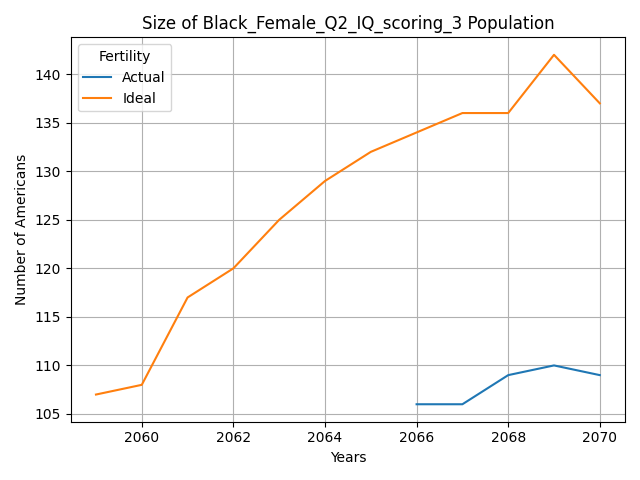 Size of Black_Female_Q2_IQ_scoring_3 Population
Fertility
Actual
Ideal
Number of Americans
140
135
130
125
120
115
110
105
2060 2062 2064 2066 2068 2070
Years